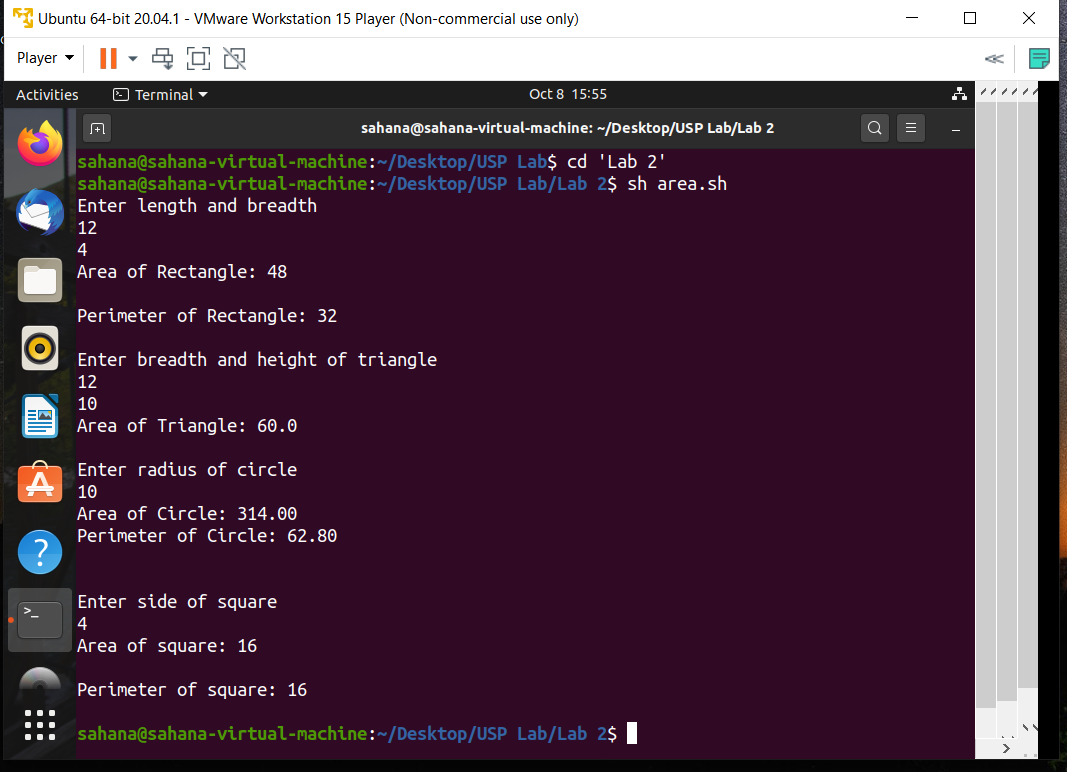 Ubuntu 64-bit 20.04.1 - VMware Workstation 15 Player (Non-commercial use only)
Player
Activities
Terminal
Oct 8 15:55
sahana@sahana-virtual-machine: ~/Desktop/USP Lab/Lab 2
sahana@sahana-virtual-machine:~/Desktop/USP Lab$ cd 'Lab 2'
sahana@sahana-virtual-machine:~/Desktop/USP Lab/Lab 2$ sh area.sh
Enter length and breadth
12
4
Area of Rectangle: 48
Perimeter of Rectangle: 32
Enter breadth and height of triangle
12
10
Area of Triangle: 60.0
Enter radius of circle
10
Area of Circle: 314.00
Perimeter of Circle: 62.80
Enter side of square
4
Area of square: 16
Perimeter of square: 16
sahana@sahana-virtual-machine:~/Desktop/USP Lab/Lab 2$